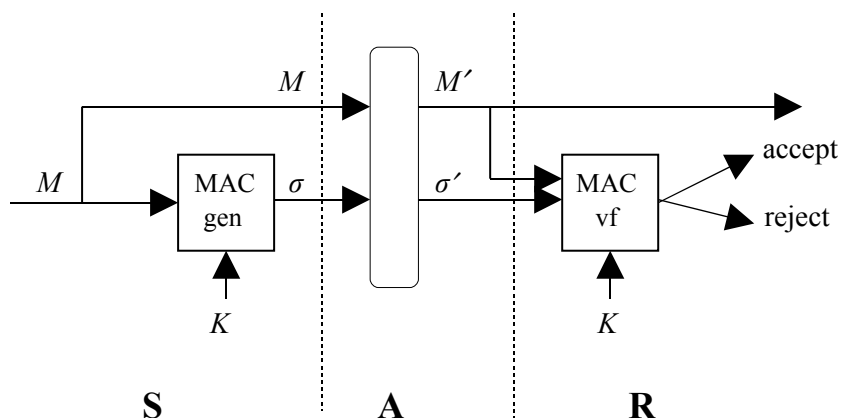 M M′
M MAC gen σ σ′ MAC vf accept
reject
K K
S A R